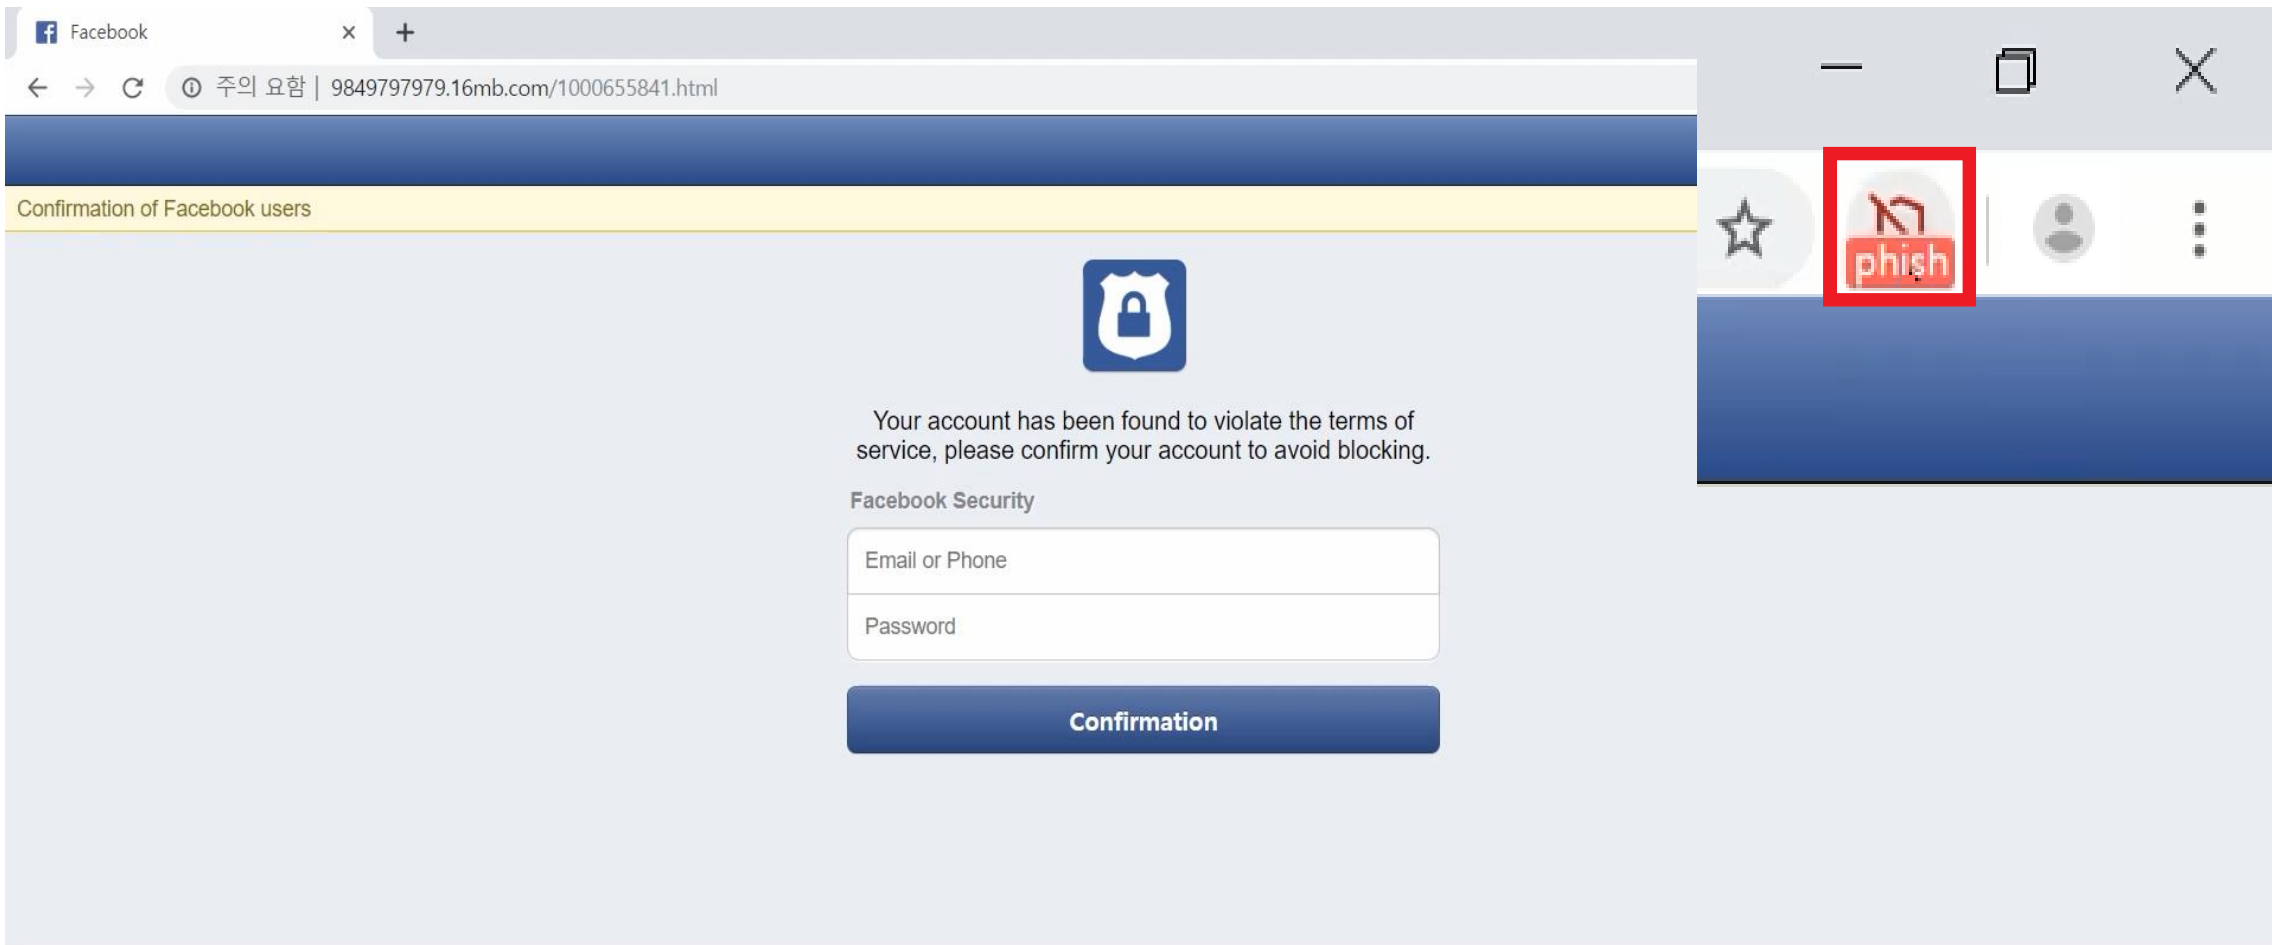 Facebook
주의 요함 | 9849797979.16mb.com/1000655841.html
phish
Confirmation of Facebook users
Your account has been found to violate the terms of
service, please confirm your account to avoid blocking.
Facebook Security
Email or Phone
Password
Confirmation